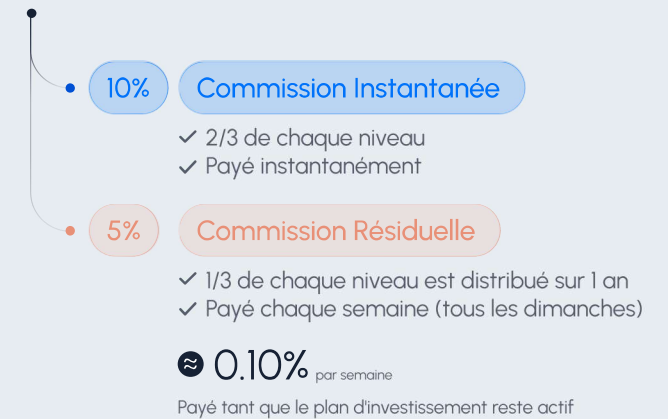 10% Commission Instantanée
2/3 de chaque niveau
Payé instantanément
5% Commission Résiduelle
1/3 de chaque niveau est distribué sur 1 an
Payé chaque semaine (tous les dimanches)
≈ 0.10% par semaine
Payé tant que le plan d'investissement reste actif